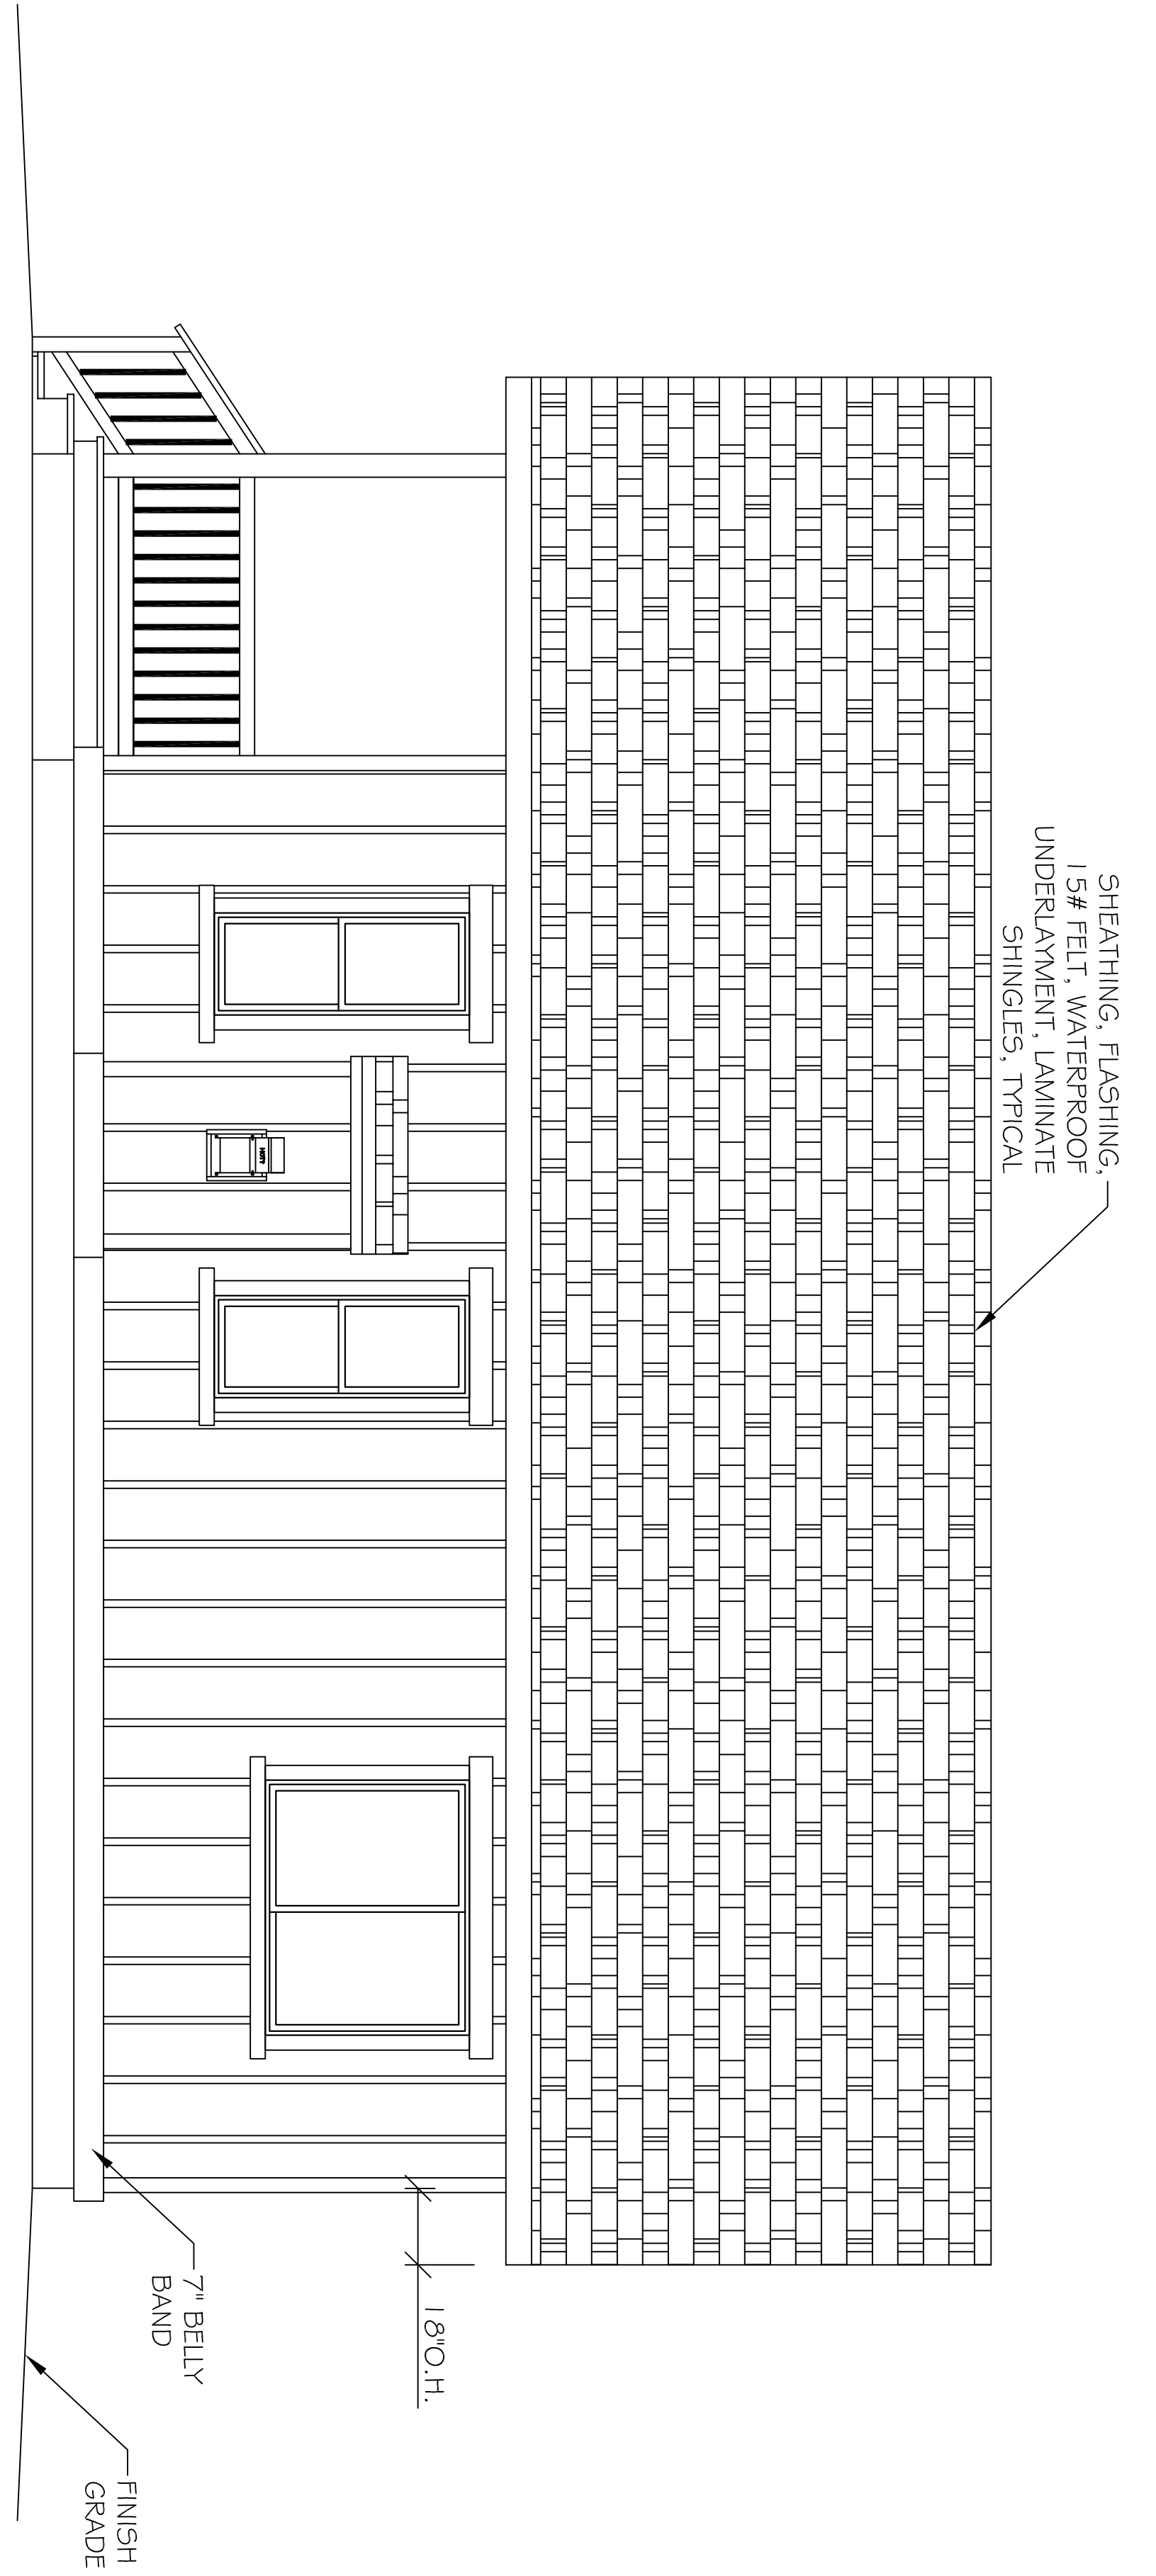 SHEATHING, FLASHING,
15# FELT, WATERPROOF
UNDERLAYMENT, LAMINATE
SHINGLES, TYPICAL
18"O.H.
7" BELLY
BAND
FINISH
GRADE